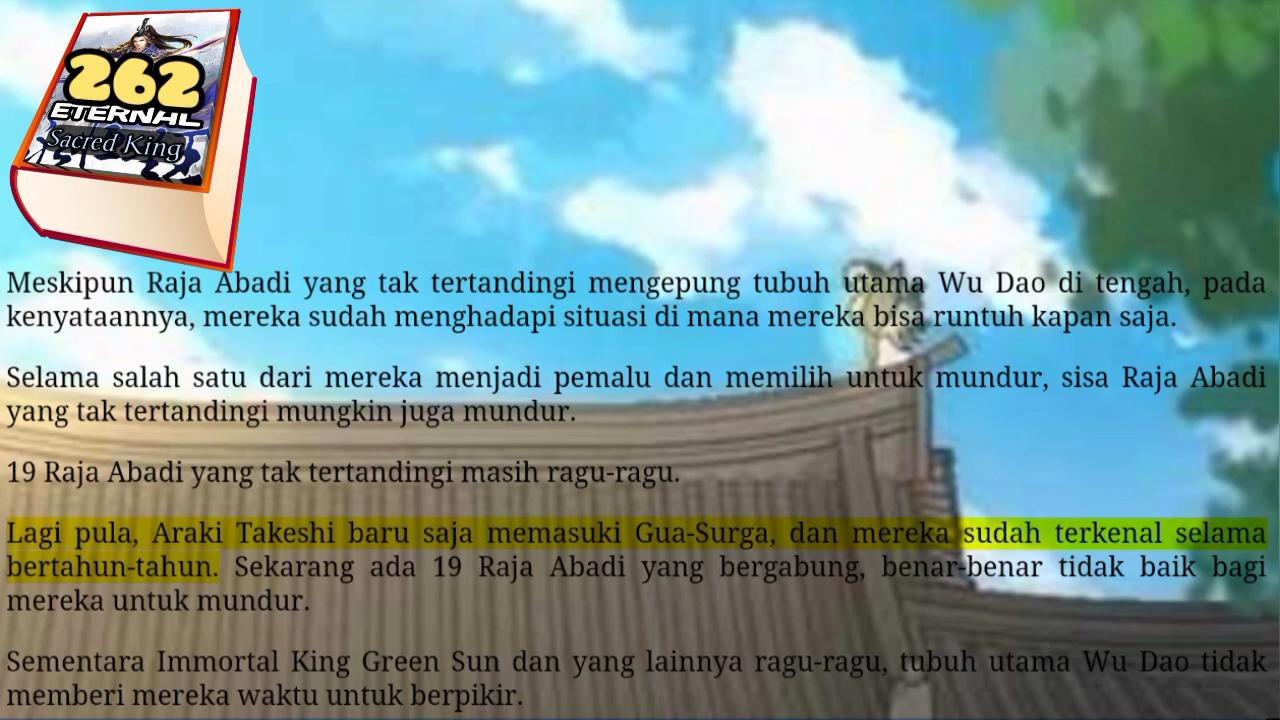 262
ETERNAL
Sacred King
Meskipun Raja Abadi yang tak tertandingi mengepung tubuh utama Wu Dao di tengah, pada
kenyataannya, mereka sudah menghadapi situasi di mana mereka bisa runtuh kapan saja.
Selama salah satu dari mereka menjadi pemalu dan memilih untuk mundur, sisa Raja Abadi
yang tak tertandingi mungkin juga mundur.
19 Raja Abadi yang tak tertandingi masih ragu-ragu.
Lagi pula, Araki Takeshi baru saja memasuki Gua-Surga, dan mereka sudah terkenal selama
bertahun-tahun. Sekarang ada 19 Raja Abadi yang bergabung, benar-benar tidak baik bagi
mereka untuk mundur.
Sementara Immortal King Green Sun dan yang lainnya ragu-ragu, tubuh utama Wu Dao tidak
memberi mereka waktu untuk berpikir.